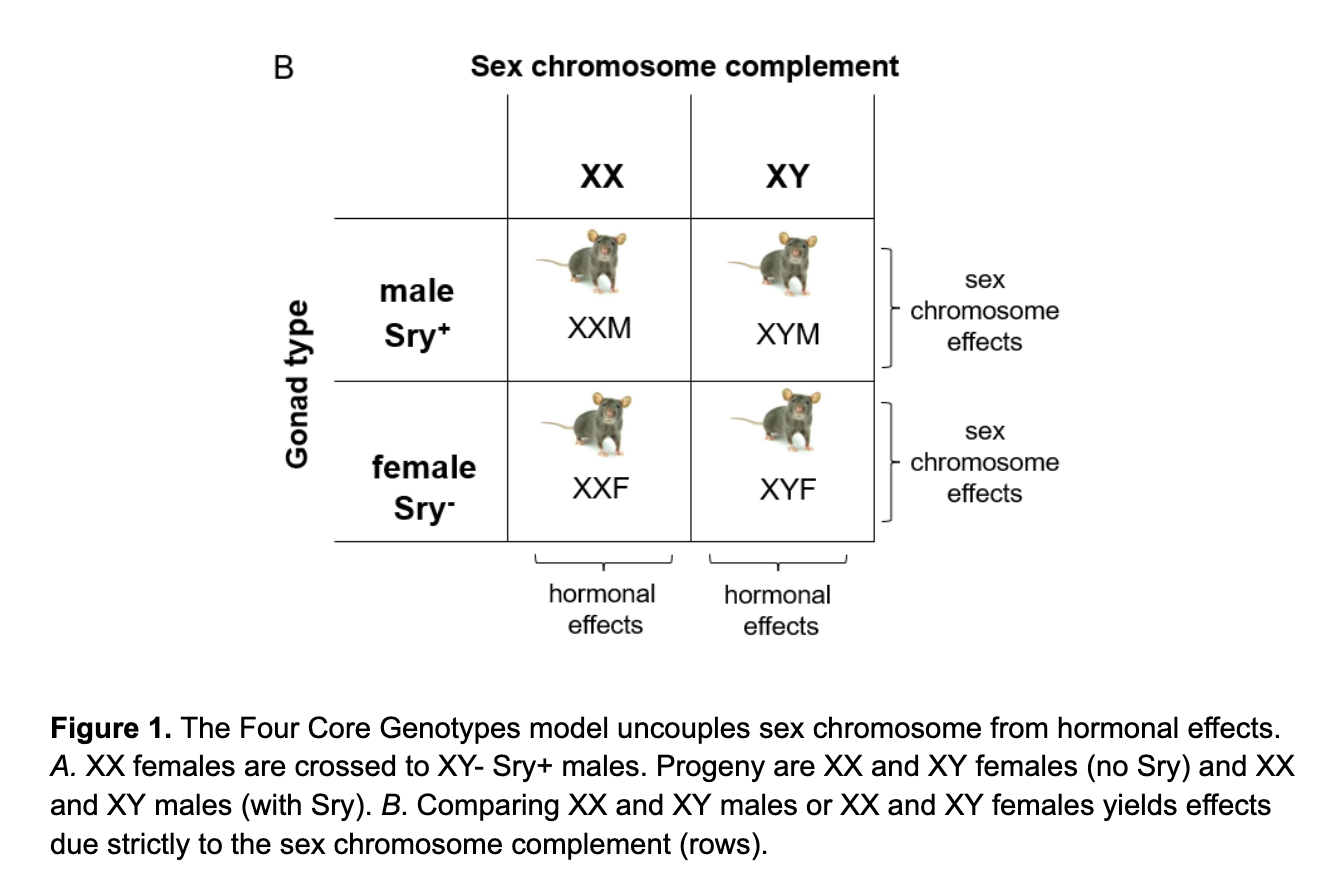 B
Sex chromosome complement
XX
XY
Gonad type
male
Sry⁺
XXM
XYM
sex
chromosome
effects
female
Sry⁻
XXF
XYF
sex
chromosome
effects
hormonal
effects
hormonal
effects
Figure 1. The Four Core Genotypes model uncouples sex chromosome from hormonal effects.
A. XX females are crossed to XY- Sry+ males. Progeny are XX and XY females (no Sry) and XX
and XY males (with Sry). B. Comparing XX and XY males or XX and XY females yields effects
due strictly to the sex chromosome complement (rows).